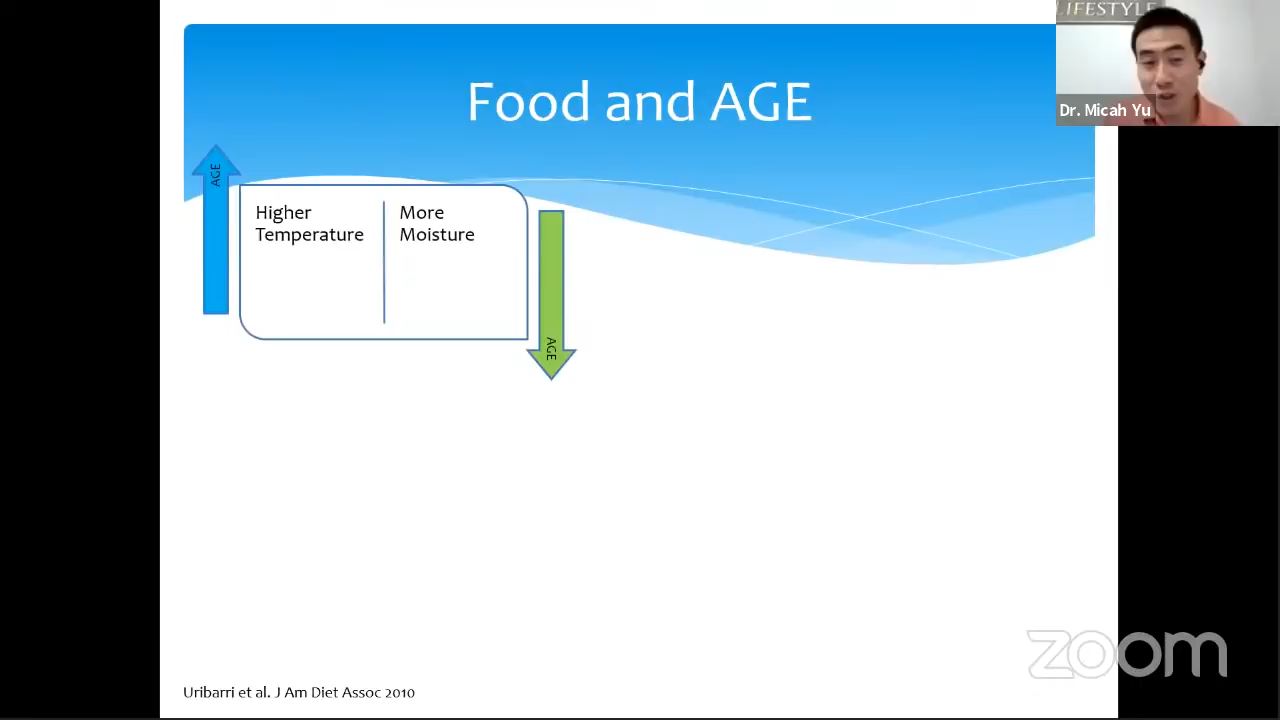 LIFESTYLE
Dr. Micah Yu
Food and AGE
AGE
Higher
Temperature
More
Moisture
AGE
Uribarri et al. J Am Diet Assoc 2010
zoom